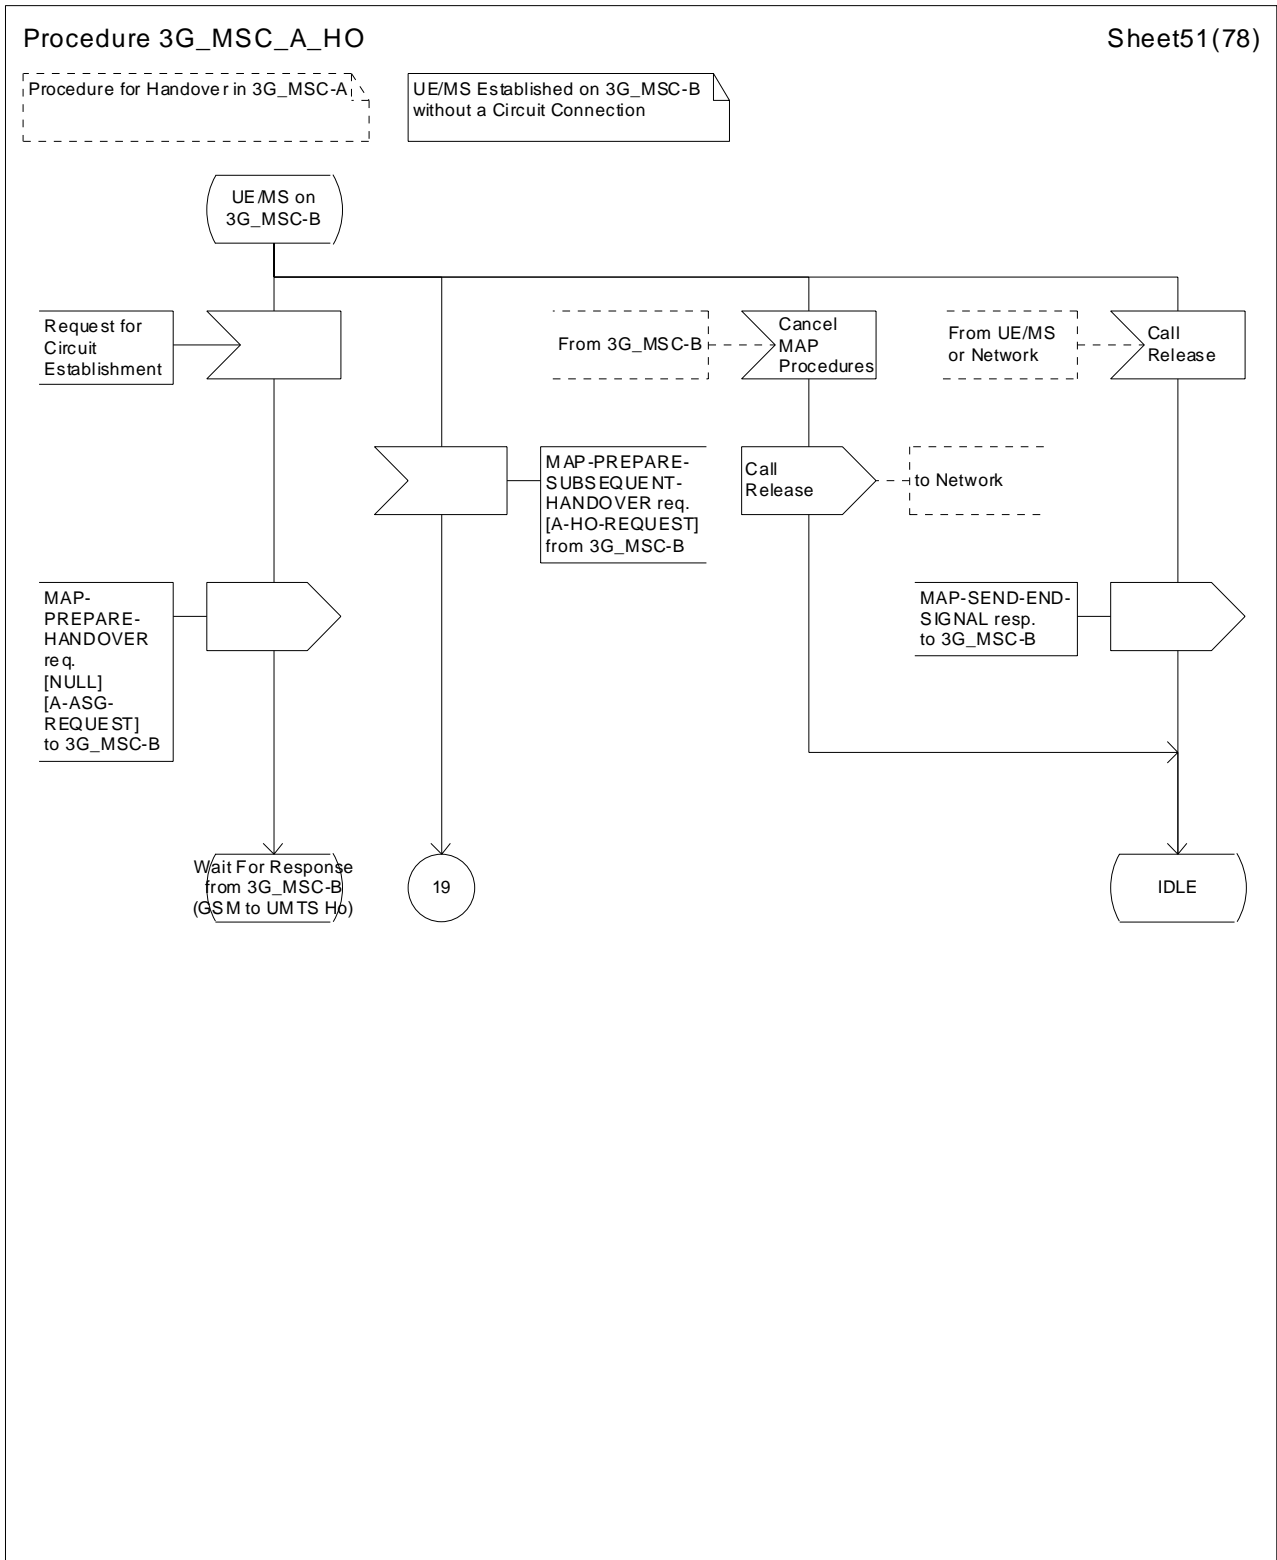 Procedure 3G_MSC_A_HO
Sheet51(78)
Procedure for Handover in 3G_MSC-A
UE/MS Established on 3G_MSC-B
without a Circuit Connection
UE/MS on
3G_MSC-B
Request for
Circuit
Establishment
From 3G_MSC-B
Cancel
MAP
Procedures
From UE/MS
or Network
Call
Release
MAP-PREPARE-
SUBSEQUENT-
HANDOVER req.
[A-HO-REQUEST]
from 3G_MSC-B
Call
Release
to Network
MAP-
PREPARE-
HANDOVER
req.
[NULL]
[A-ASG-
REQUEST]
to 3G_MSC-B
MAP-SEND-END-
SIGNAL resp.
to 3G_MSC-B
Wait For Response
from 3G_MSC-B
(GSM to UMTS Ho)
19
IDLE